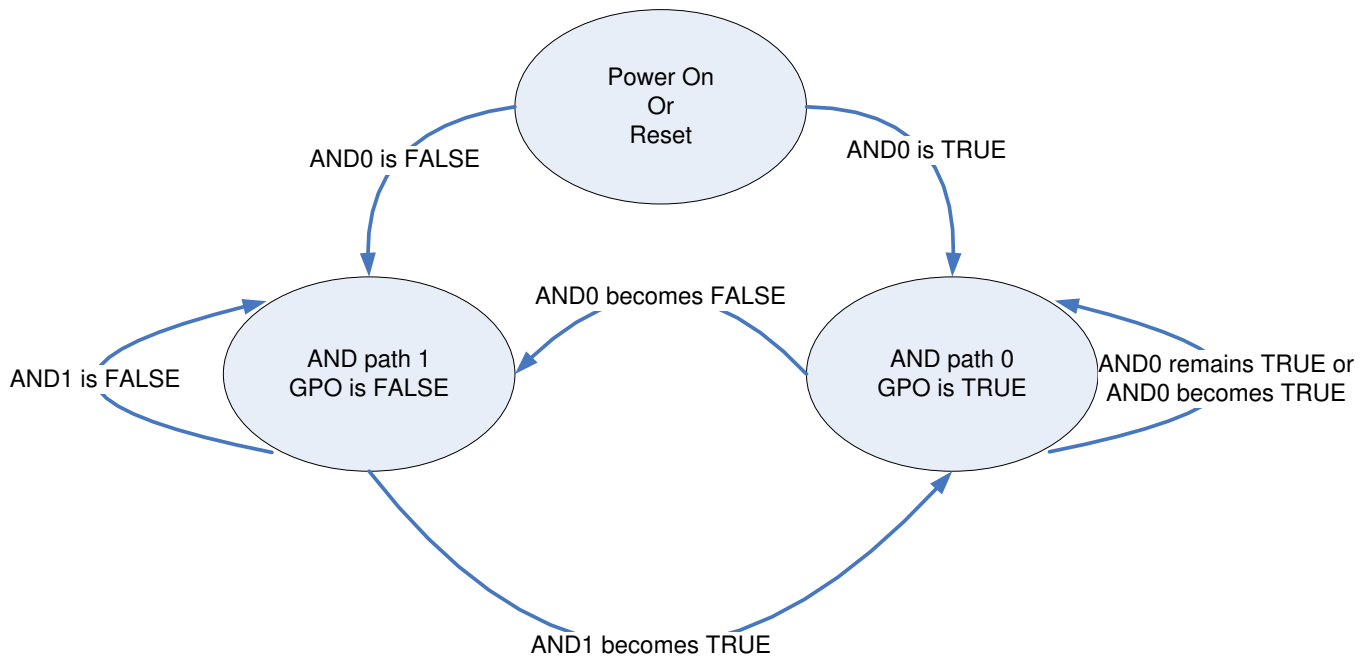 Power On
Or
Reset
AND0 is FALSE
AND0 is TRUE
AND0 becomes FALSE
AND path 1
GPO is FALSE
AND path 0
GPO is TRUE
AND1 is FALSE
AND0 remains TRUE or
AND0 becomes TRUE
AND1 becomes TRUE